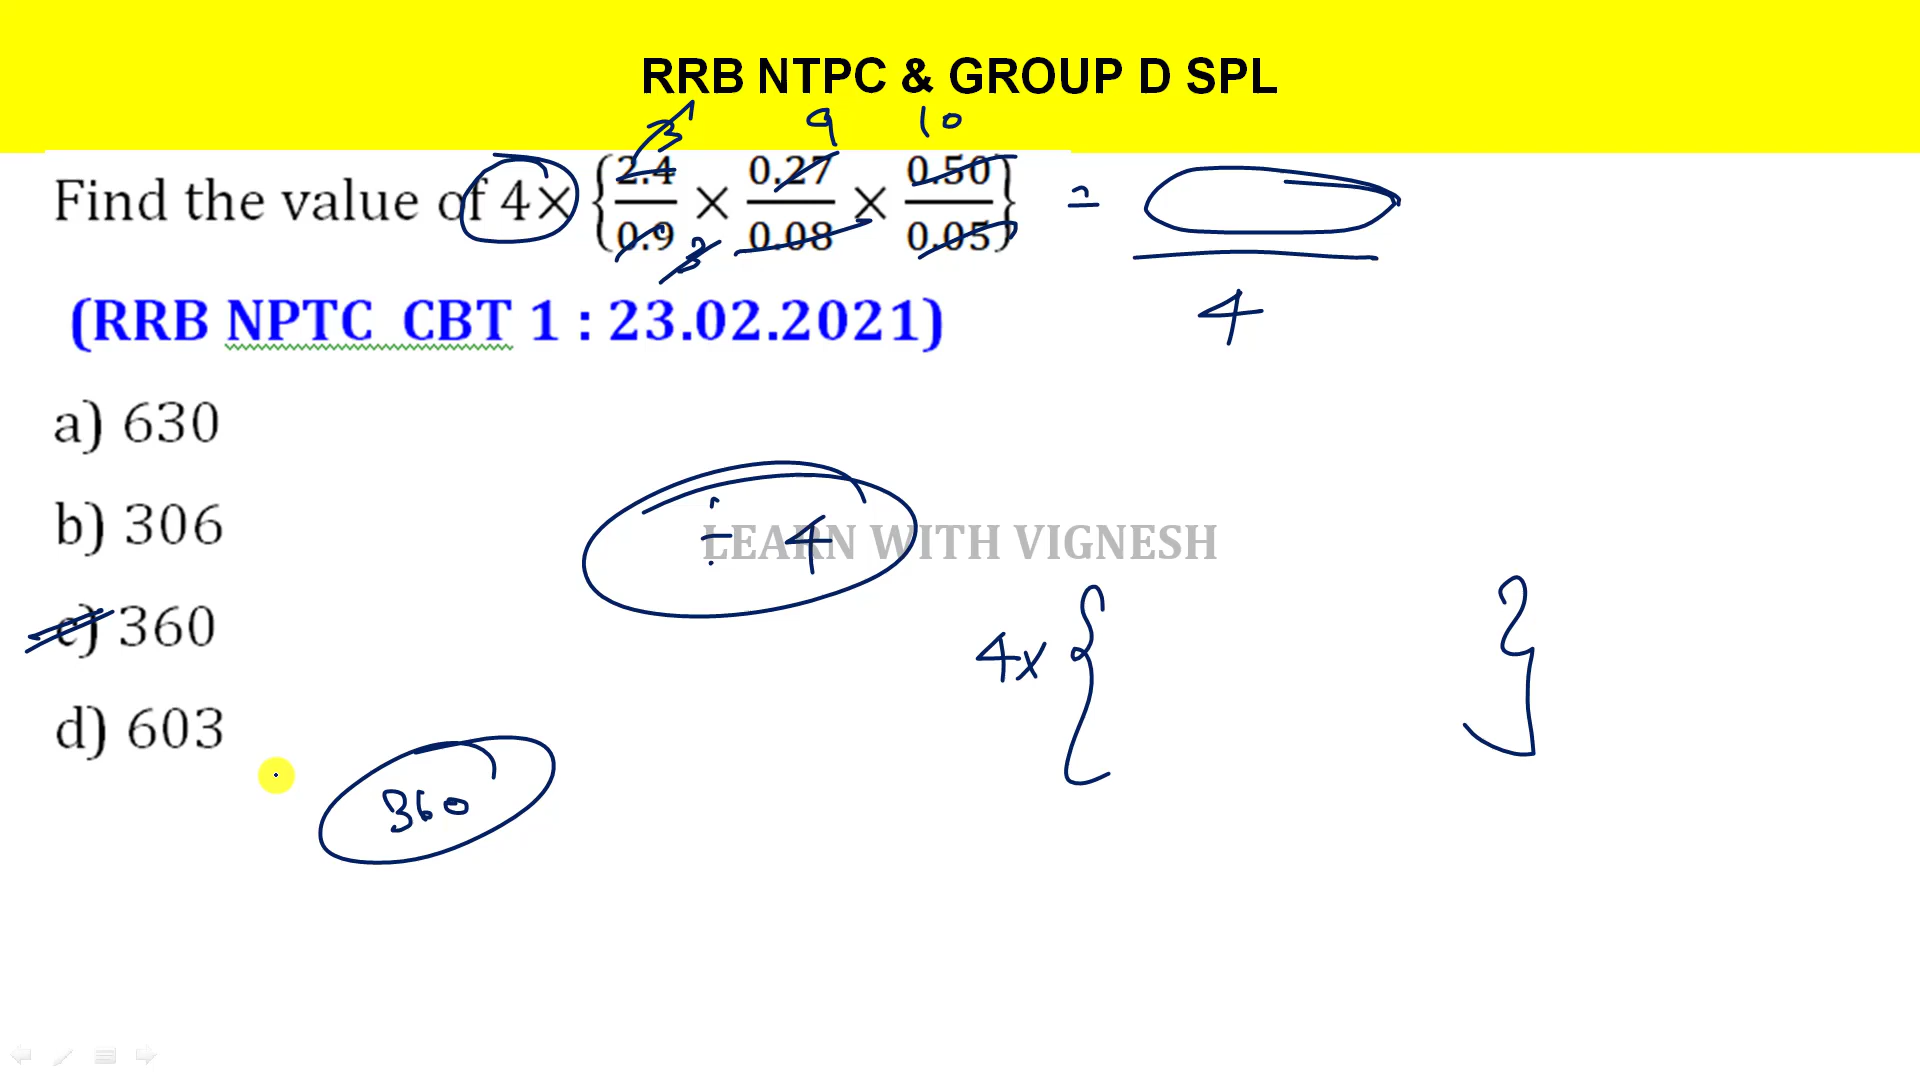 RRB NTPC & GROUP D SPL
3 9 10
Find the value of 4× {2.4/0.9 × 0.27/0.08 × 0.50/0.05} =
3
4
(RRB NPTC CBT 1 : 23.02.2021)
a) 630
b) 306
÷ 4
LEARN WITH VIGNESH
c) 360
4x { }
d) 603
360